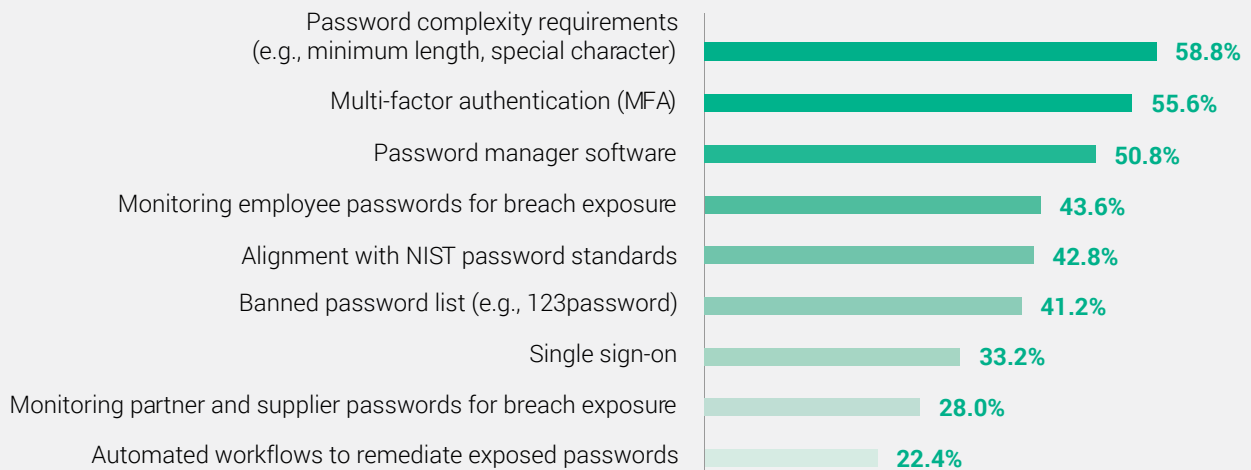 Password complexity requirements
(e.g., minimum length, special character)
58.8%
Multi-factor authentication (MFA)
55.6%
Password manager software
50.8%
Monitoring employee passwords for breach exposure
43.6%
Alignment with NIST password standards
42.8%
Banned password list (e.g., 123password)
41.2%
Single sign-on
33.2%
Monitoring partner and supplier passwords for breach exposure
28.0%
Automated workflows to remediate exposed passwords
22.4%